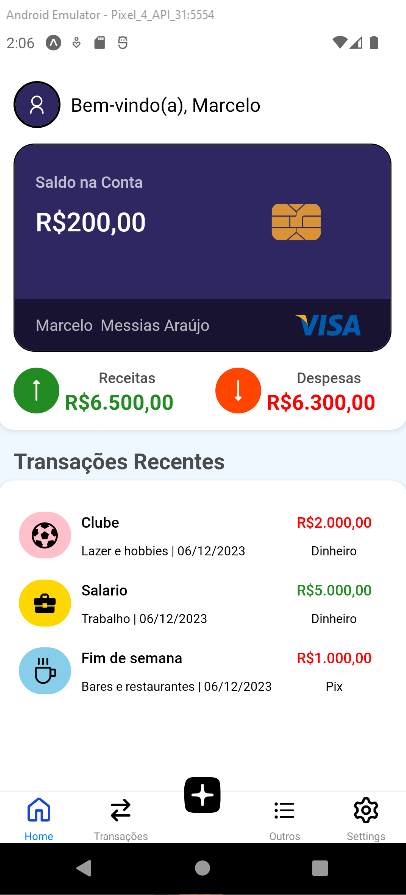 Android Emulator - Pixel_4_API_31:5554
2:06
Bem-vindo(a), Marcelo
Saldo na Conta
R$200,00
Marcelo  Messias Araújo
VISA
Receitas
R$6.500,00
Despesas
R$6.300,00
Transações Recentes
Clube
R$2.000,00
Lazer e hobbies | 06/12/2023
Dinheiro
Salario
R$5.000,00
Trabalho | 06/12/2023
Dinheiro
Fim de semana
R$1.000,00
Bares e restaurantes | 06/12/2023
Pix
Home
Transações
Outros
Settings